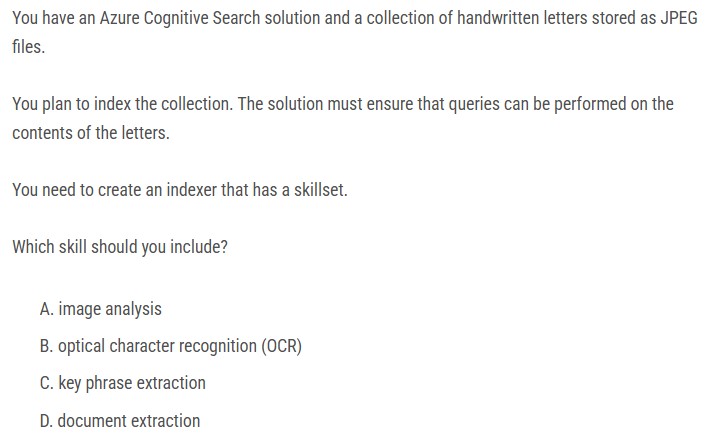 You have an Azure Cognitive Search solution and a collection of handwritten letters stored as JPEG
files.
You plan to index the collection. The solution must ensure that queries can be performed on the
contents of the letters.
You need to create an indexer that has a skillset.
Which skill should you include?
A. image analysis
B. optical character recognition (OCR)
C. key phrase extraction
D. document extraction